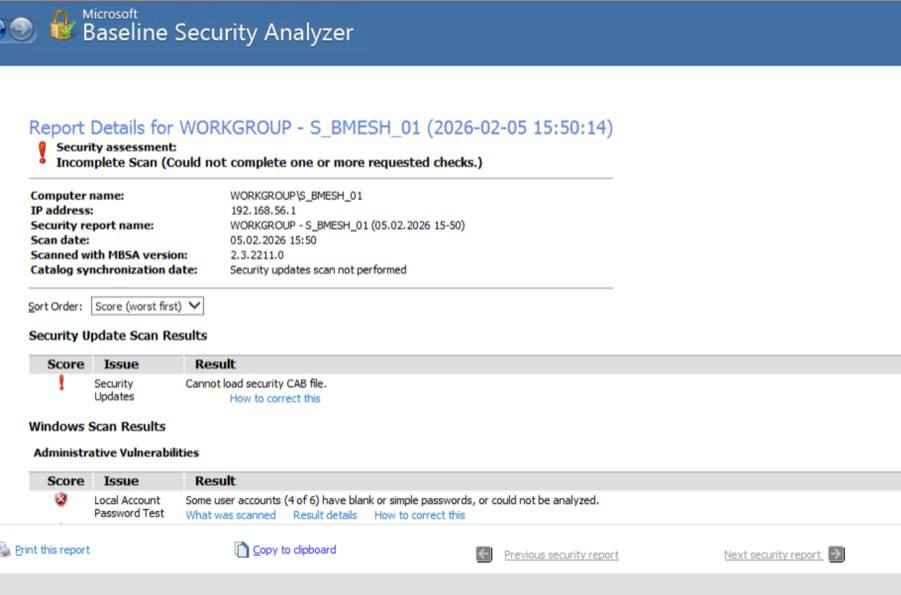 Microsoft
Baseline Security Analyzer
Report Details for WORKGROUP - S_BMESH_01 (2026-02-05 15:50:14)
Security assessment:
Incomplete Scan (Could not complete one or more requested checks.)
Computer name: WORKGROUP\S_BMESH_01
IP address: 192.168.56.1
Security report name: WORKGROUP - S_BMESH_01 (05.02.2026 15-50)
Scan date: 05.02.2026 15:50
Scanned with MBSA version: 2.3.2211.0
Catalog synchronization date: Security updates scan not performed
Sort Order: Score (worst first)
Security Update Scan Results
Score Issue Result
Security Updates Cannot load security CAB file.
How to correct this
Windows Scan Results
Administrative Vulnerabilities
Score Issue Result
Local Account Password Test Some user accounts (4 of 6) have blank or simple passwords, or could not be analyzed.
What was scanned Result details How to correct this
Print this report Copy to clipboard Previous security report Next security report